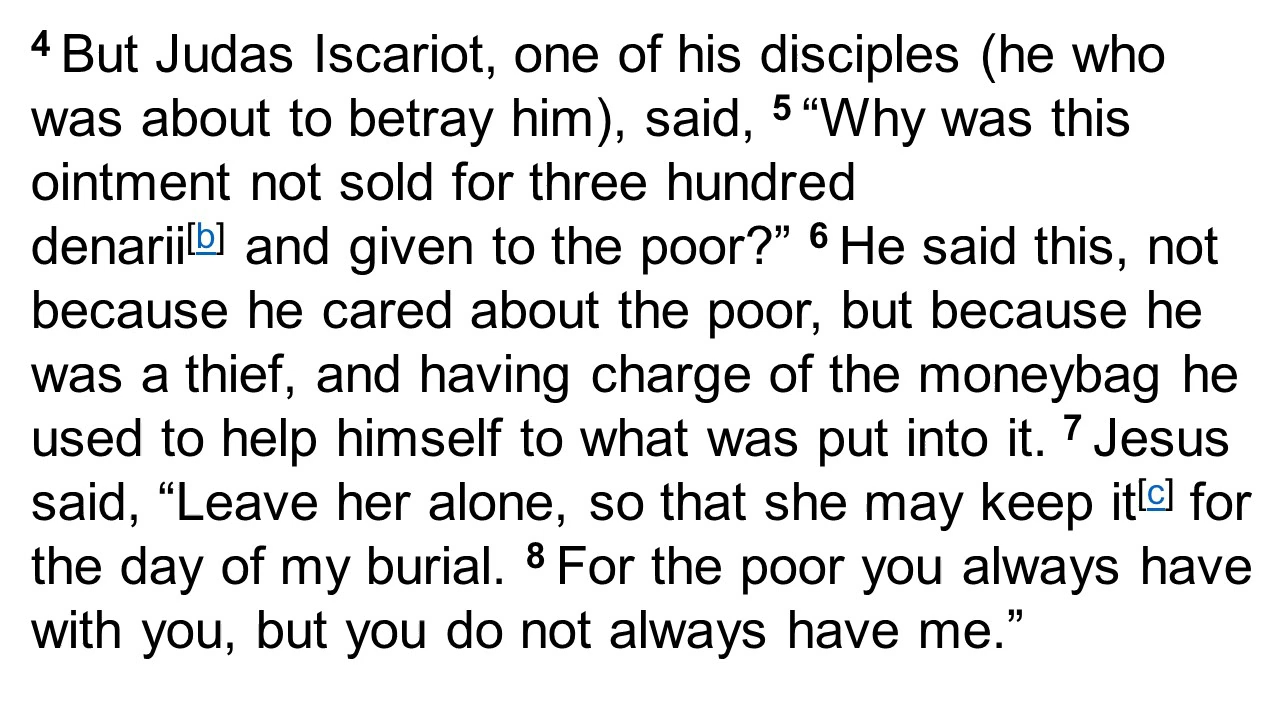 4 But Judas Iscariot, one of his disciples (he who
was about to betray him), said, 5 “Why was this
ointment not sold for three hundred
denarii[b] and given to the poor?” 6 He said this, not
because he cared about the poor, but because he
was a thief, and having charge of the moneybag he
used to help himself to what was put into it. 7 Jesus
said, “Leave her alone, so that she may keep it[c] for
the day of my burial. 8 For the poor you always have
with you, but you do not always have me.”